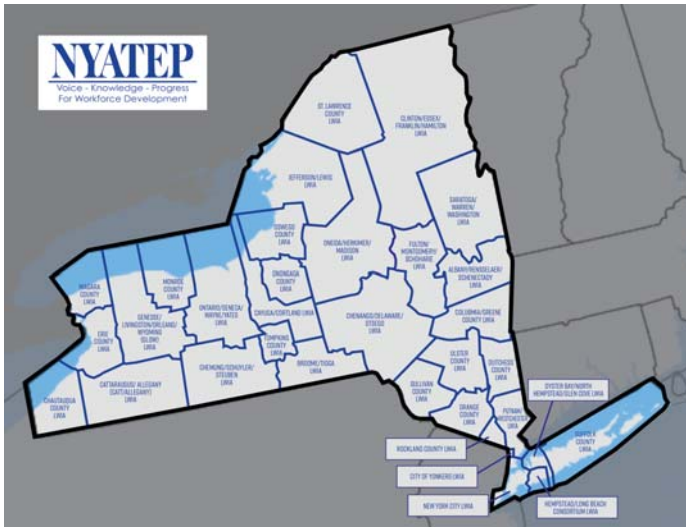 NYATEP
Voice - Knowledge - Progress
For Workforce Development
ST. LAWRENCE
COUNTY
LWIA
CLINTON/ESSEX/
FRANKLIN/HAMILTON
LWIA
JEFFERSON/LEWIS
LWIA
SARATOGA/
WARREN/
WASHINGTON
LWIA
OSWEGO
COUNTY
LWIA
ONEIDA/HERKIMER/
MADISON
LWIA
FULTON/
MONTGOMERY/
SCHOHARIE
LWIA
NIAGARA
COUNTY
LWIA
MONROE
COUNTY
LWIA
ONONDAGA
COUNTY
LWIA
ALBANY/RENSSELAER/
SCHENECTADY
LWIA
GENESEE/
LIVINGSTON/ORLEANS/
WYOMING
(GLOW)
LWIA
ONTARIO/SENECA/
WAYNE/YATES
LWIA
CAYUGA/CORTLAND LWIA
CHENANGO/DELAWARE/
OTSEGO
LWIA
COLUMBIA/GREENE
COUNTY LWIA
ERIE
COUNTY
LWIA
TOMPKINS
COUNTY
LWIA
ULSTER
COUNTY
LWIA
DUTCHESS
COUNTY
LWIA
CHAUTAUQUA
COUNTY
LWIA
CATTARAUGUS/ ALLEGANY
(CATT/ALLEGANY)
LWIA
CHEMUNG/SCHUYLER/
STEUBEN
LWIA
BROOME/TIOGA
LWIA
SULLIVAN
COUNTY
LWIA
ORANGE
COUNTY
LWIA
PUTNAM/
WESTCHESTER
LWIA
OYSTER BAY/NORTH
HEMPSTEAD/GLEN COVE LWIA
SUFFOLK
COUNTY
LWIA
ROCKLAND COUNTY LWIA
CITY OF YONKERS LWIA
NEW YORK CITY LWIA
HEMPSTEAD/LONG BEACH
CONSORTIUM LWIA